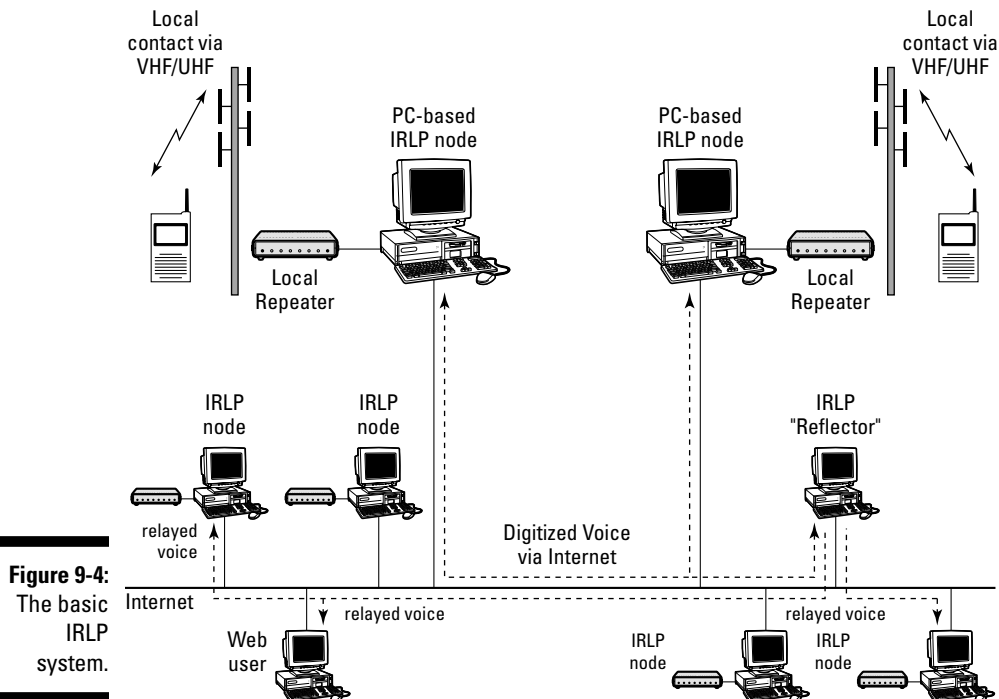 Local
contact via
VHF/UHF
Local
contact via
VHF/UHF
PC-based
IRLP node
PC-based
IRLP node
Local
Repeater
Local
Repeater
IRLP
node
IRLP
node
IRLP
"Reflector"
relayed
voice
Digitized Voice
via Internet
Figure 9-4:
The basic
IRLP
system.
Internet
relayed voice
relayed voice
Web
user
IRLP
node
IRLP
node